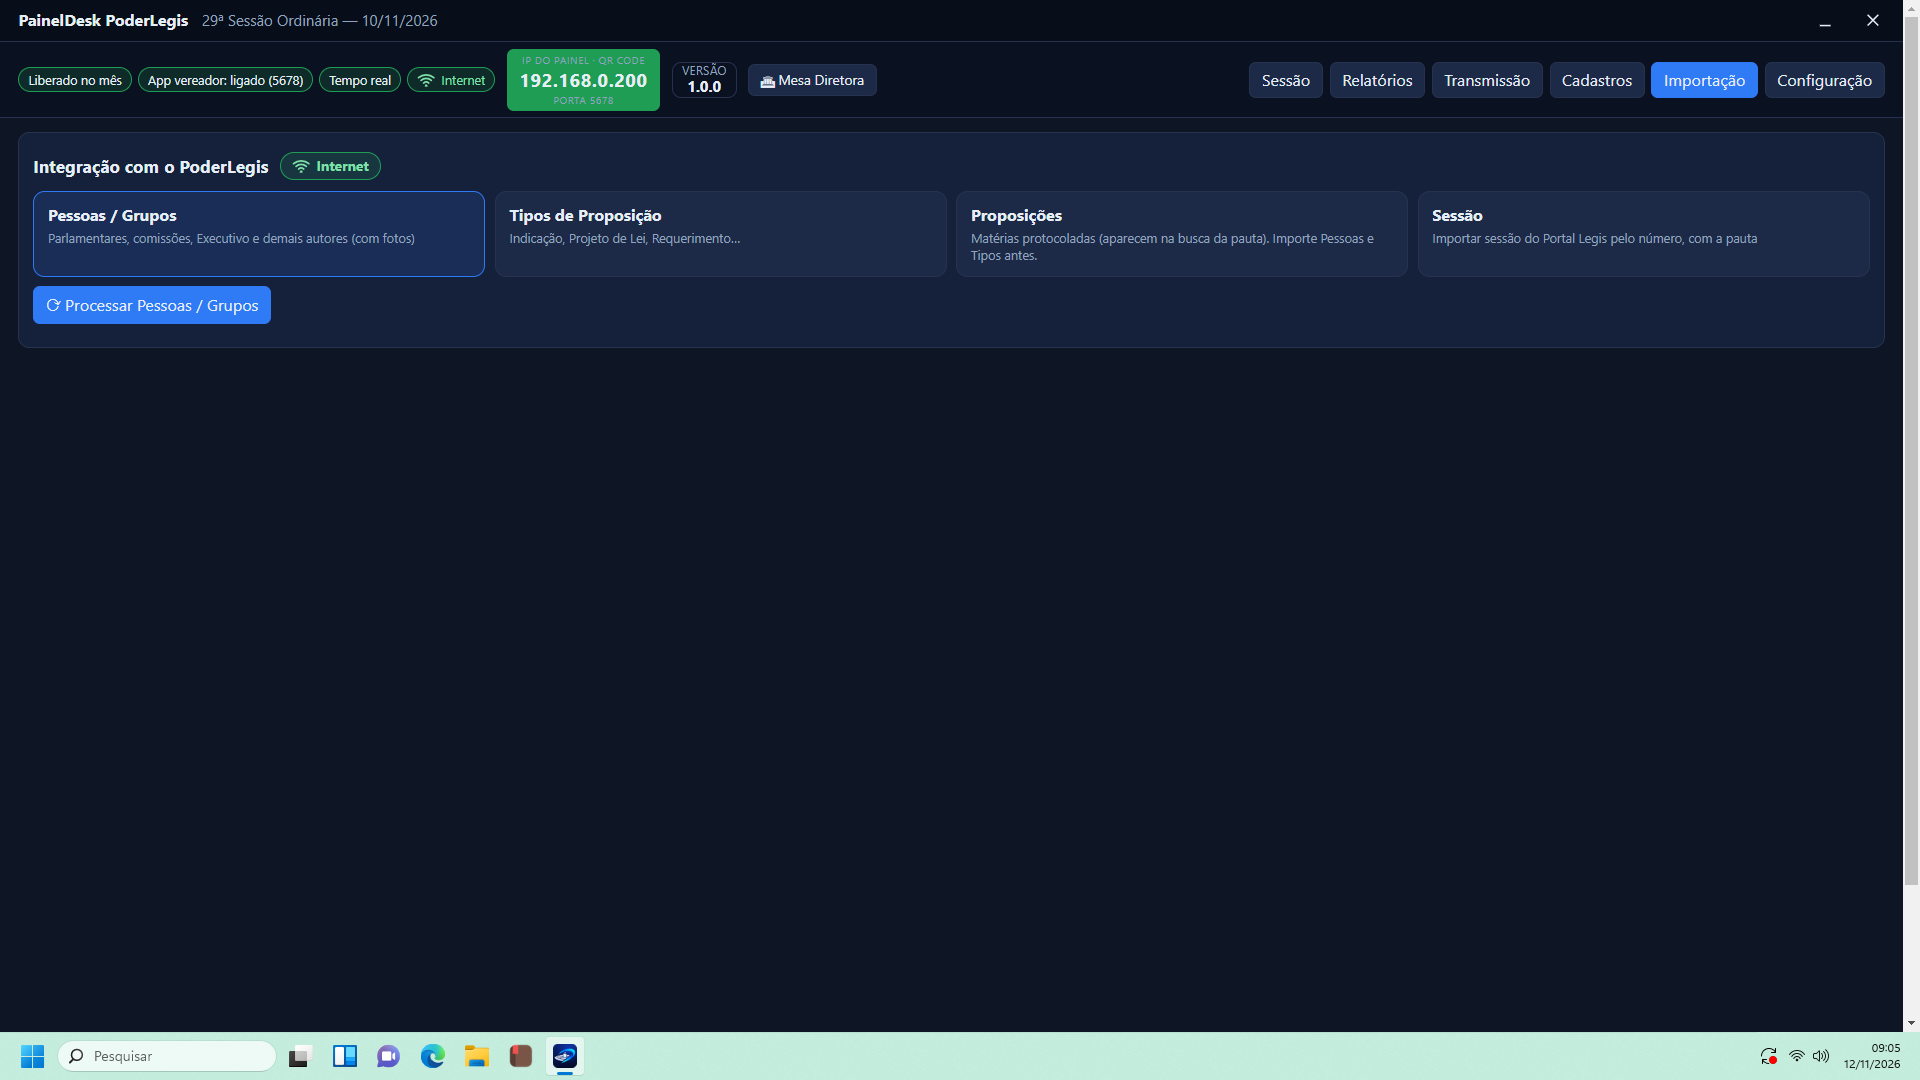 PainelDesk PoderLegis 29ª Sessão Ordinária — 10/11/2026
Liberado no mês
App vereador: ligado (5678)
Tempo real
Internet
IP DO PAINEL · QR CODE
192.168.0.200
PORTA 5678
VERSÃO
1.0.0
Mesa Diretora
Sessão
Relatórios
Transmissão
Cadastros
Importação
Configuração
Integração com o PoderLegis
Internet
Pessoas / Grupos
Parlamentares, comissões, Executivo e demais autores (com fotos)
Tipos de Proposição
Indicação, Projeto de Lei, Requerimento...
Proposições
Matérias protocoladas (aparecem na busca da pauta). Importe Pessoas e
Tipos antes.
Sessão
Importar sessão do Portal Legis pelo número, com a pauta
Processar Pessoas / Grupos
Pesquisar
09:05
12/11/2026